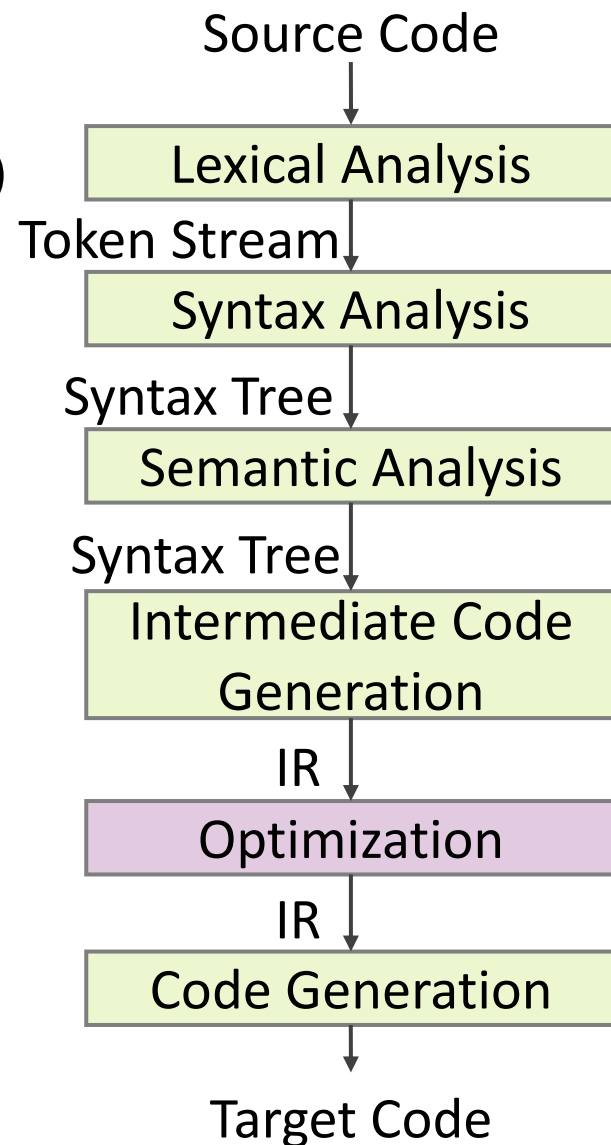 Source Code
)
Lexical Analysis
Token Stream
Syntax Analysis
Syntax Tree
Semantic Analysis
Syntax Tree
Intermediate Code
Generation
IR
Optimization
IR
Code Generation
Target Code